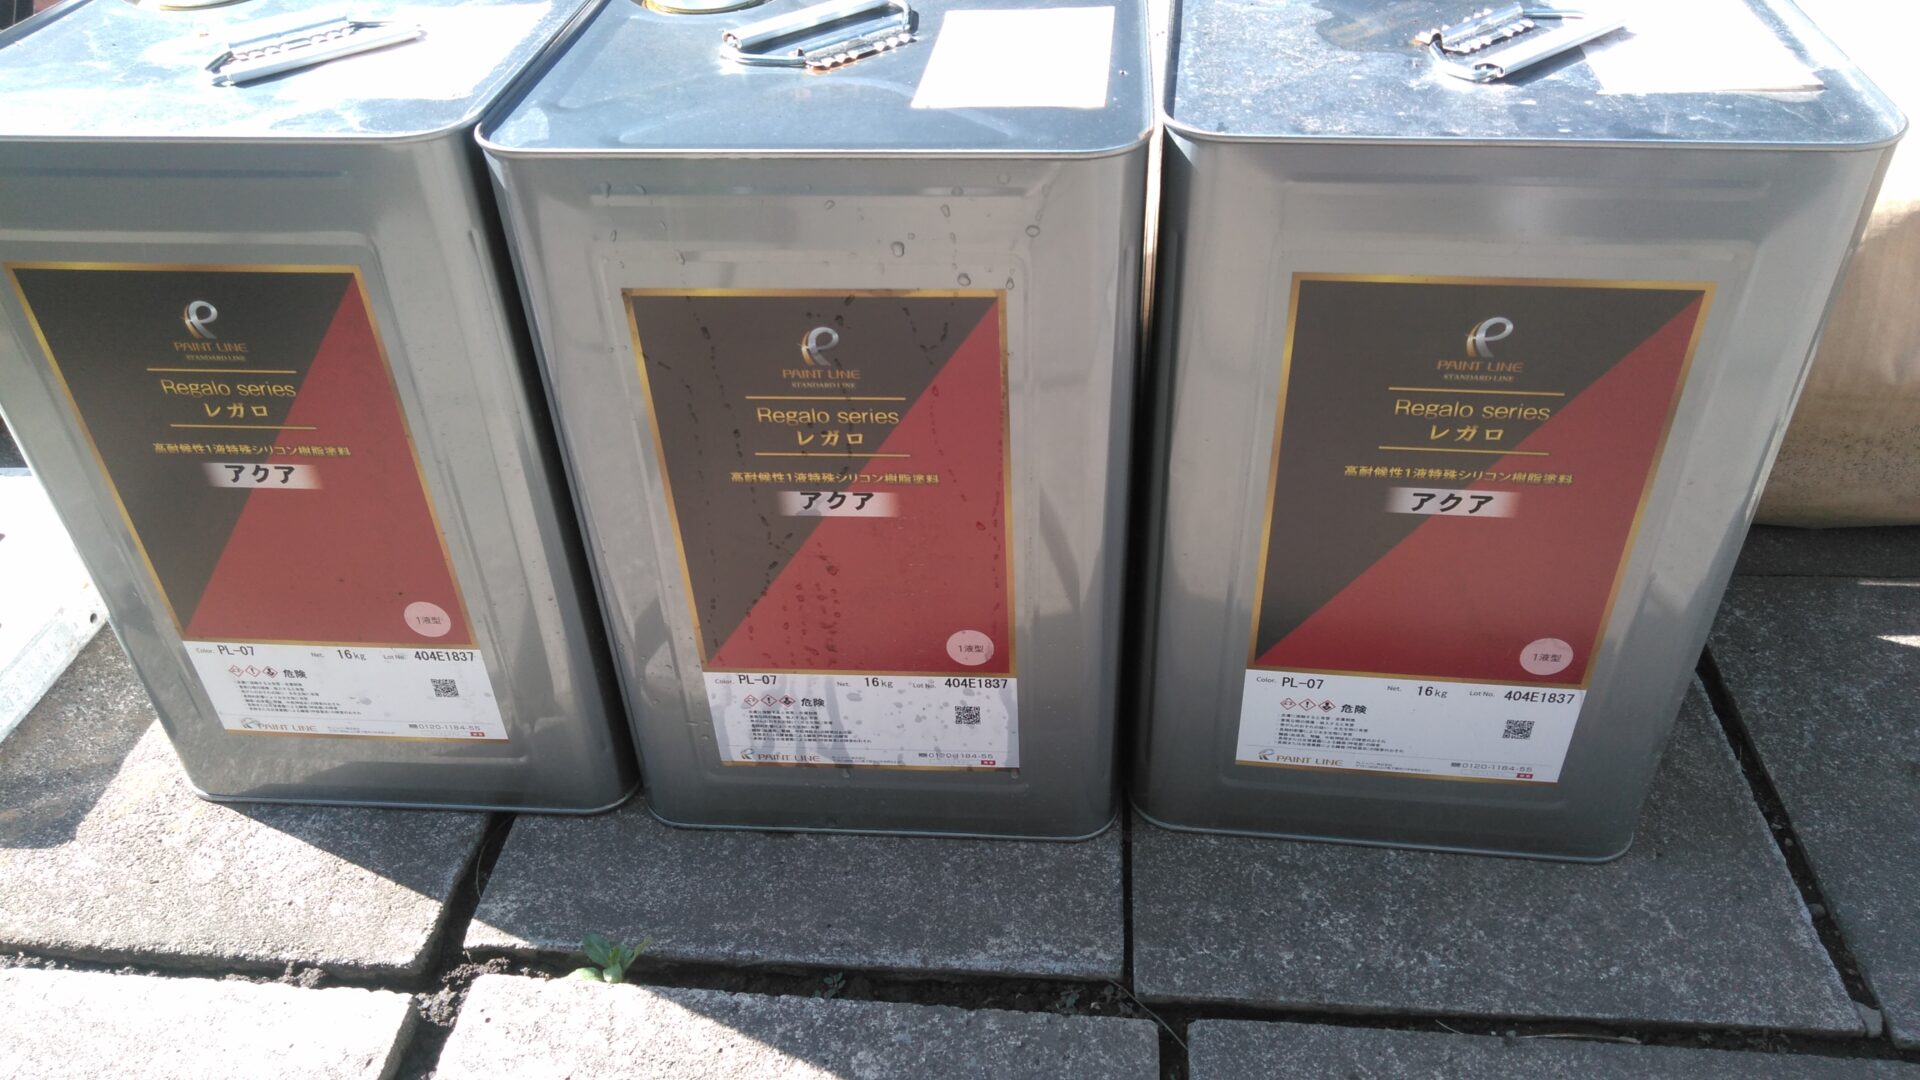 PAINT LINE
STANDARD LINE
Regalo series
レガロ
高耐候性1液特殊シリコン樹脂塗料
アクア
1液型
Color. PL-07 Net. 16kg Lot No. 404E1837
危険
PAINT LINE 0120-1184-55
PAINT LINE
STANDARD LINE
Regalo series
レガロ
高耐候性1液特殊シリコン樹脂塗料
アクア
1液型
Color. PL-07 Net. 16kg Lot No. 404E1837
危険
PAINT LINE 0120-1184-55
PAINT LINE
STANDARD LINE
Regalo series
レガロ
高耐候性1液特殊シリコン樹脂塗料
アクア
1液型
Color. PL-07 Net. 16kg Lot No. 404E1837
危険
PAINT LINE 0120-1184-55